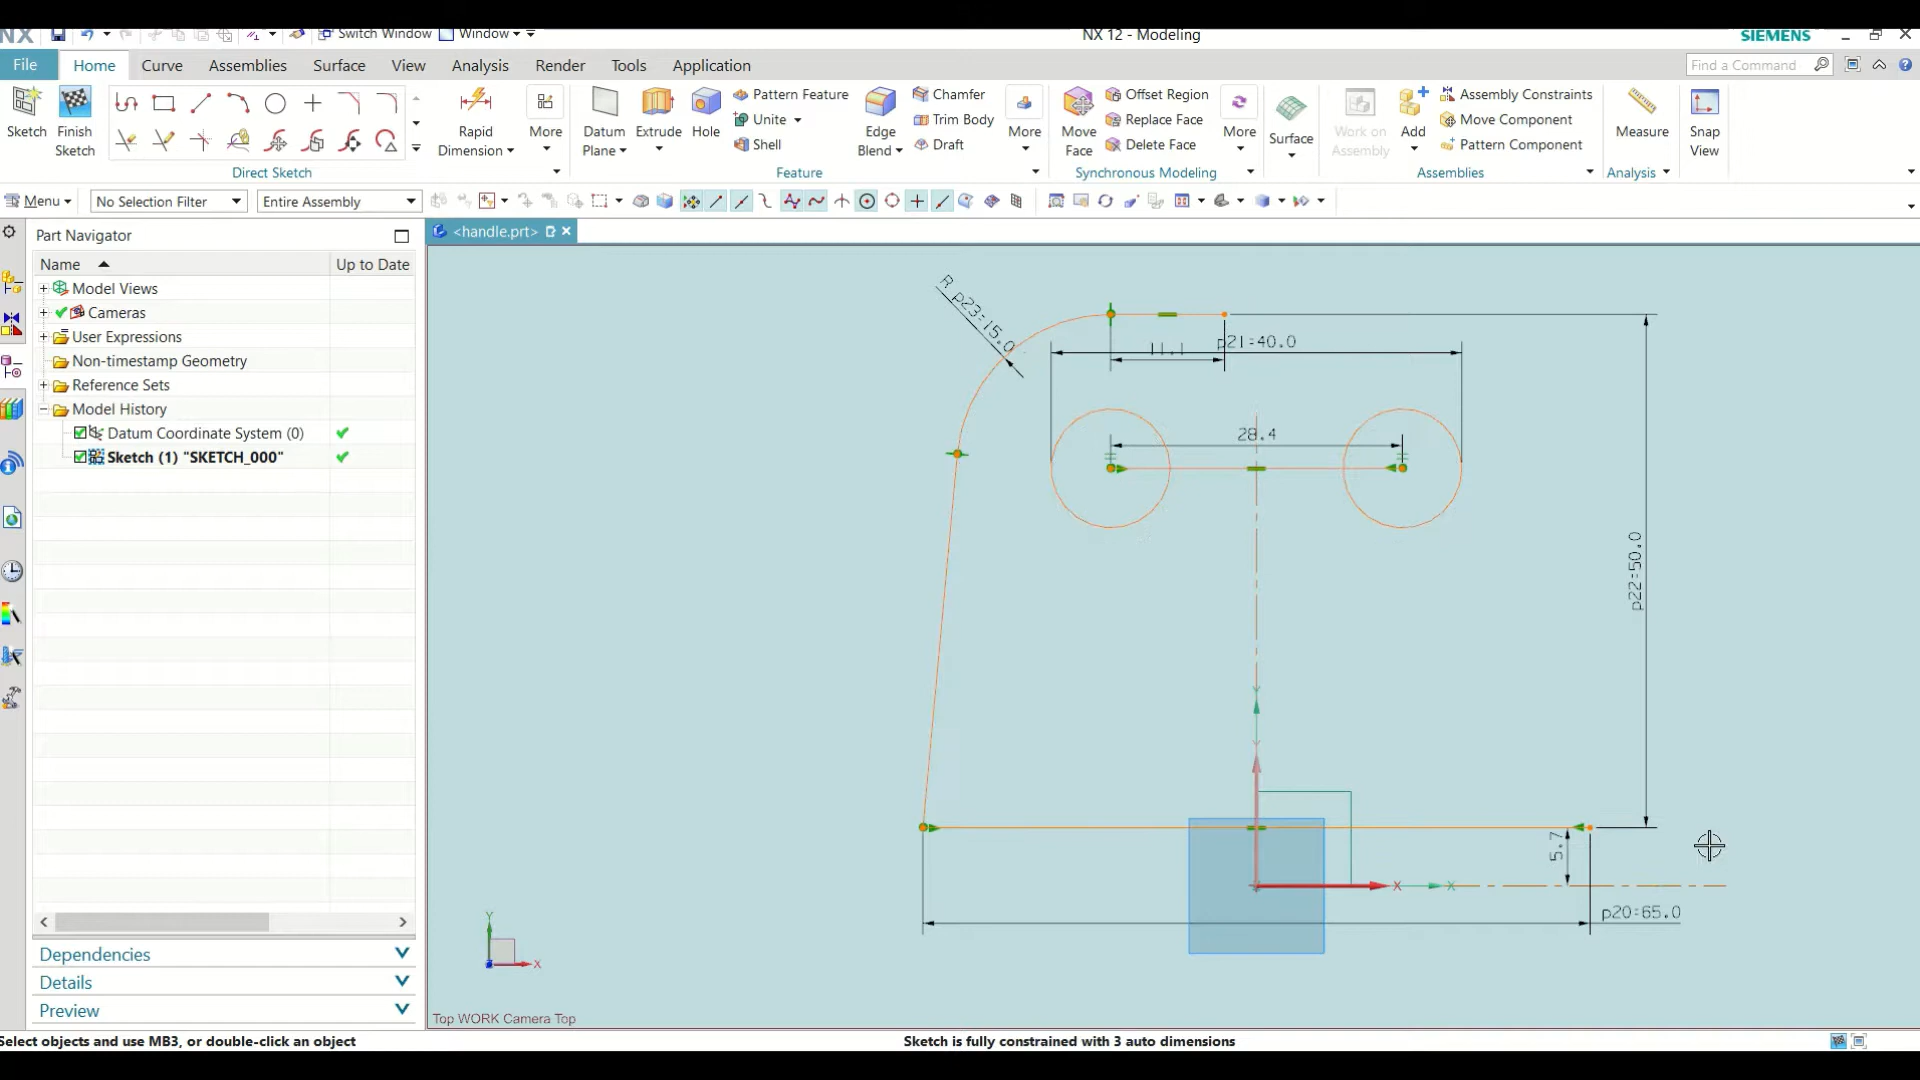 NX Switch Window Window NX 12 - Modeling SIEMENS
File Home Curve Assemblies Surface View Analysis Render Tools Application Find a Command
Sketch Finish Sketch Rapid Dimension More Datum Plane Extrude Hole Pattern Feature Unite Shell Edge Blend Chamfer Trim Body Draft More Move Face Offset Region Replace Face Delete Face More Surface Work on Assembly Add Assembly Constraints Move Component Pattern Component Measure Snap View
Direct Sketch Feature Synchronous Modeling Assemblies Analysis
Menu No Selection Filter Entire Assembly
Part Navigator
<handle.prt>
Name Up to Date
Model Views
Cameras
User Expressions
Non-timestamp Geometry
Reference Sets
Model History
Datum Coordinate System (0)
Sketch (1) "SKETCH_000"
Dependencies
Details
Preview
R p23=15.0
11.1
p21=40.0
28.4
p22=50.0
5.7
p20=65.0
Y
Y
X X
Y
X
Top WORK Camera Top
Select objects and use MB3, or double-click an object Sketch is fully constrained with 3 auto dimensions